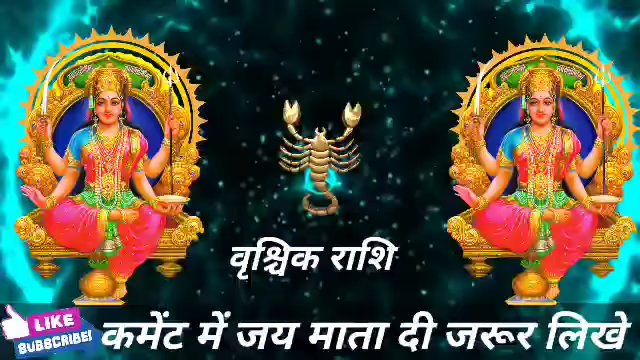 वृश्चिक राशि
LIKE
SUBSCRIBE!
कमेंट में जय माता दी जरूर लिखे